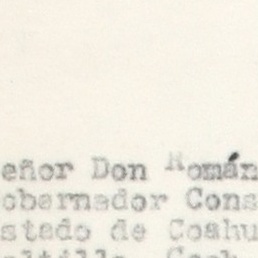 eñor Don Román
obernador Cons
stado de Coahu
altillo Coah